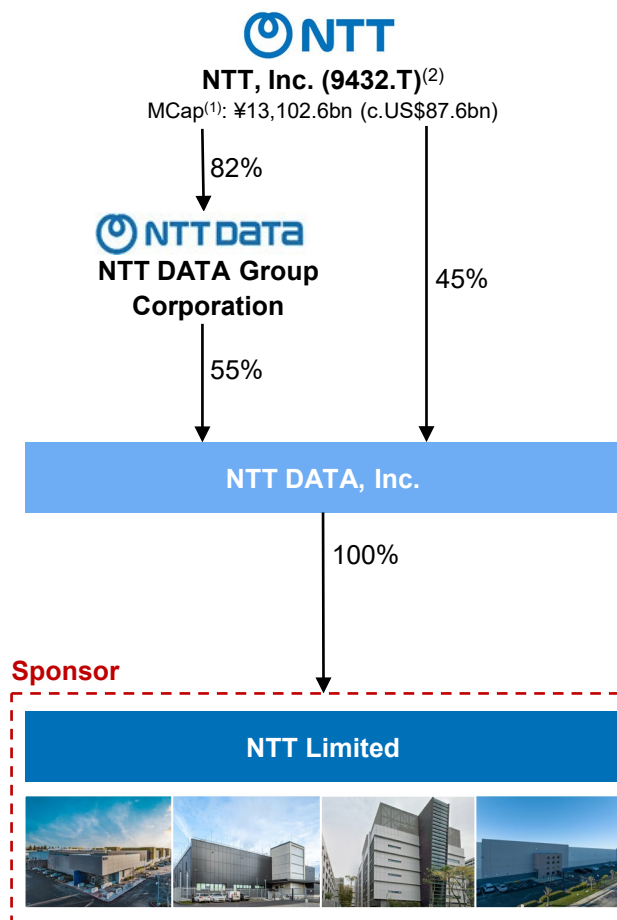 NTT
NTT, Inc. (9432.T)(2)
MCap(1): ¥13,102.6bn (c.US$87.6bn)
82%
NTT DATA
NTT DATA Group
Corporation
45%
55%
NTT DATA, Inc.
100%
Sponsor
NTT Limited